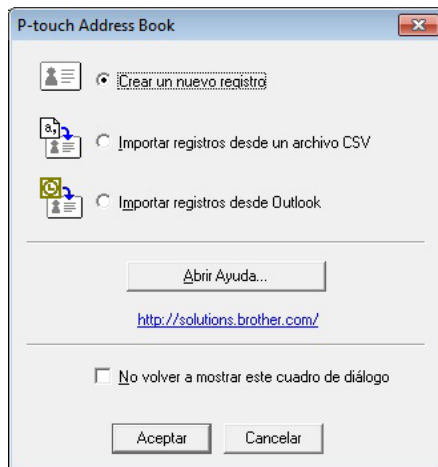 P-touch Address Book
Crear un nuevo registro
a,
Importar registros desde un archivo CSV
Importar registros desde Outlook
Abrir Ayuda...
http://solutions.brother.com/
No volver a mostrar este cuadro de diálogo
Aceptar
Cancelar